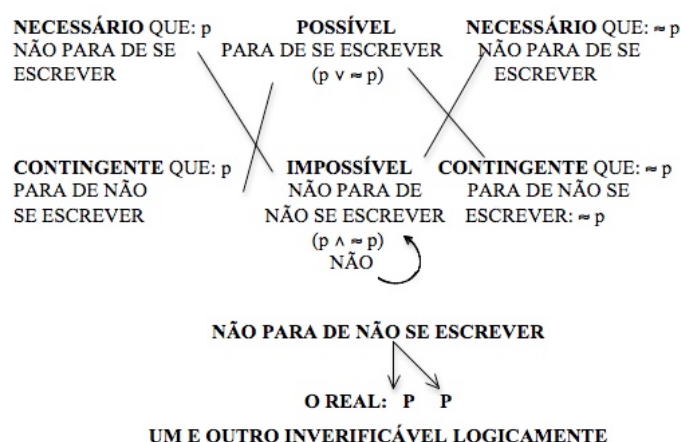 NECESSÁRIO QUE: p
NÃO PARA DE SE
ESCREVER
POSSÍVEL
PARA DE SE ESCREVER
(p v ≈ p)
NECESSÁRIO QUE: ≈ p
NÃO PARA DE SE
ESCREVER
CONTINGENTE QUE: p
PARA DE NÃO
SE ESCREVER
IMPOSSÍVEL
NÃO PARA DE
NÃO SE ESCREVER
(p ∧ ≈ p)
NÃO
CONTINGENTE QUE: ≈ p
PARA DE NÃO SE
ESCREVER: ≈ p
NÃO PARA DE NÃO SE ESCREVER
O REAL: P P
UM E OUTRO INVERIFICÁVEL LOGICAMENTE